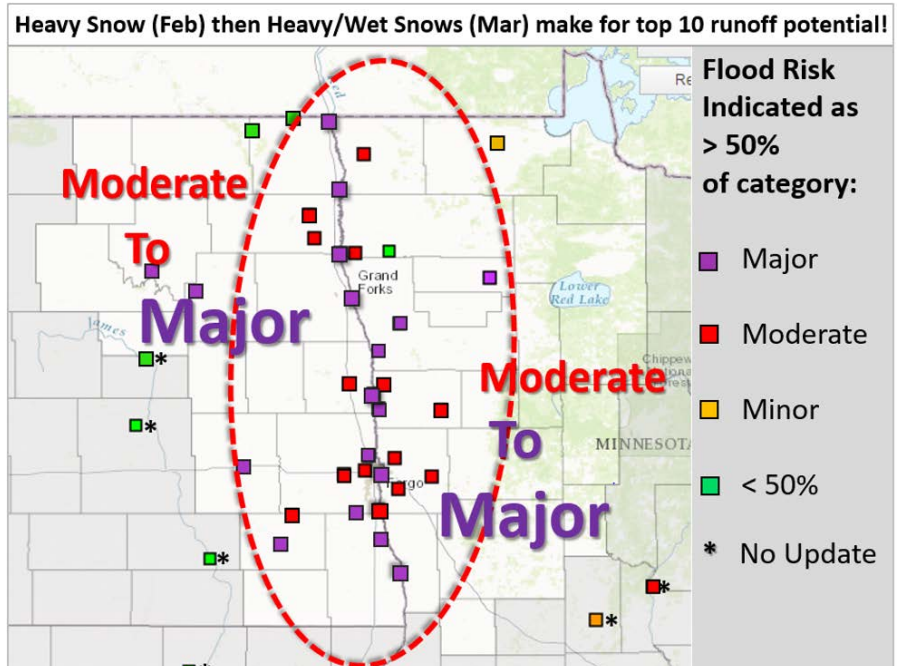 Heavy Snow (Feb) then Heavy/Wet Snows (Mar) make for top 10 runoff potential!
Flood Risk
Indicated as
> 50%
of category:
Major
Moderate
Minor
< 50%
* No Update
Moderate
To
Major
Grand
Forks
James
Lower
Red Lake
Moderate
To
Major
MINNESOTA
Fargo
*
*
*
*
*